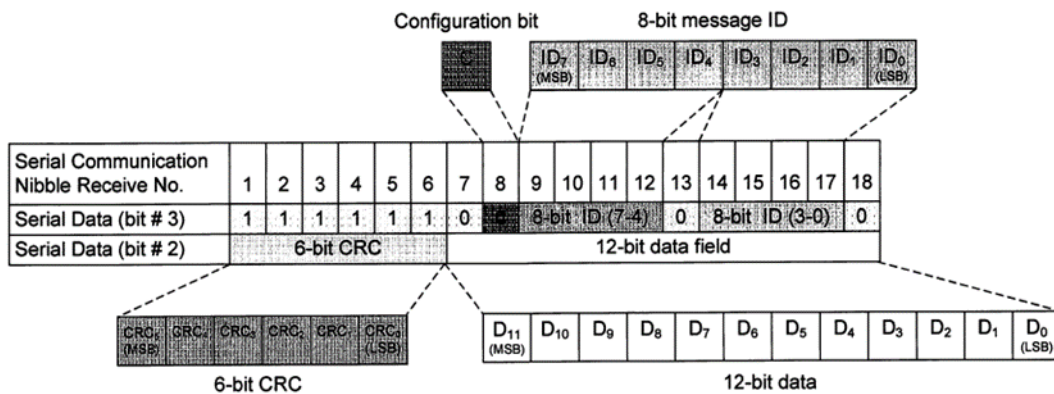 Configuration bit 8-bit message ID
C ID7 ID6 ID5 ID4 ID3 ID2 ID1 ID0
(MSB) (LSB)
Serial Communication
Nibble Receive No. 1 2 3 4 5 6 7 8 9 10 11 12 13 14 15 16 17 18
Serial Data (bit # 3) 1 1 1 1 1 1 0 C 8-bit ID (7-4) 0 8-bit ID (3-0) 0
Serial Data (bit # 2) 6-bit CRC 12-bit data field
CRC5 CRC4 CRC3 CRC2 CRC1 CRC0 D11 D10 D9 D8 D7 D6 D5 D4 D3 D2 D1 D0
(MSB) (LSB) (MSB) (LSB)
6-bit CRC 12-bit data